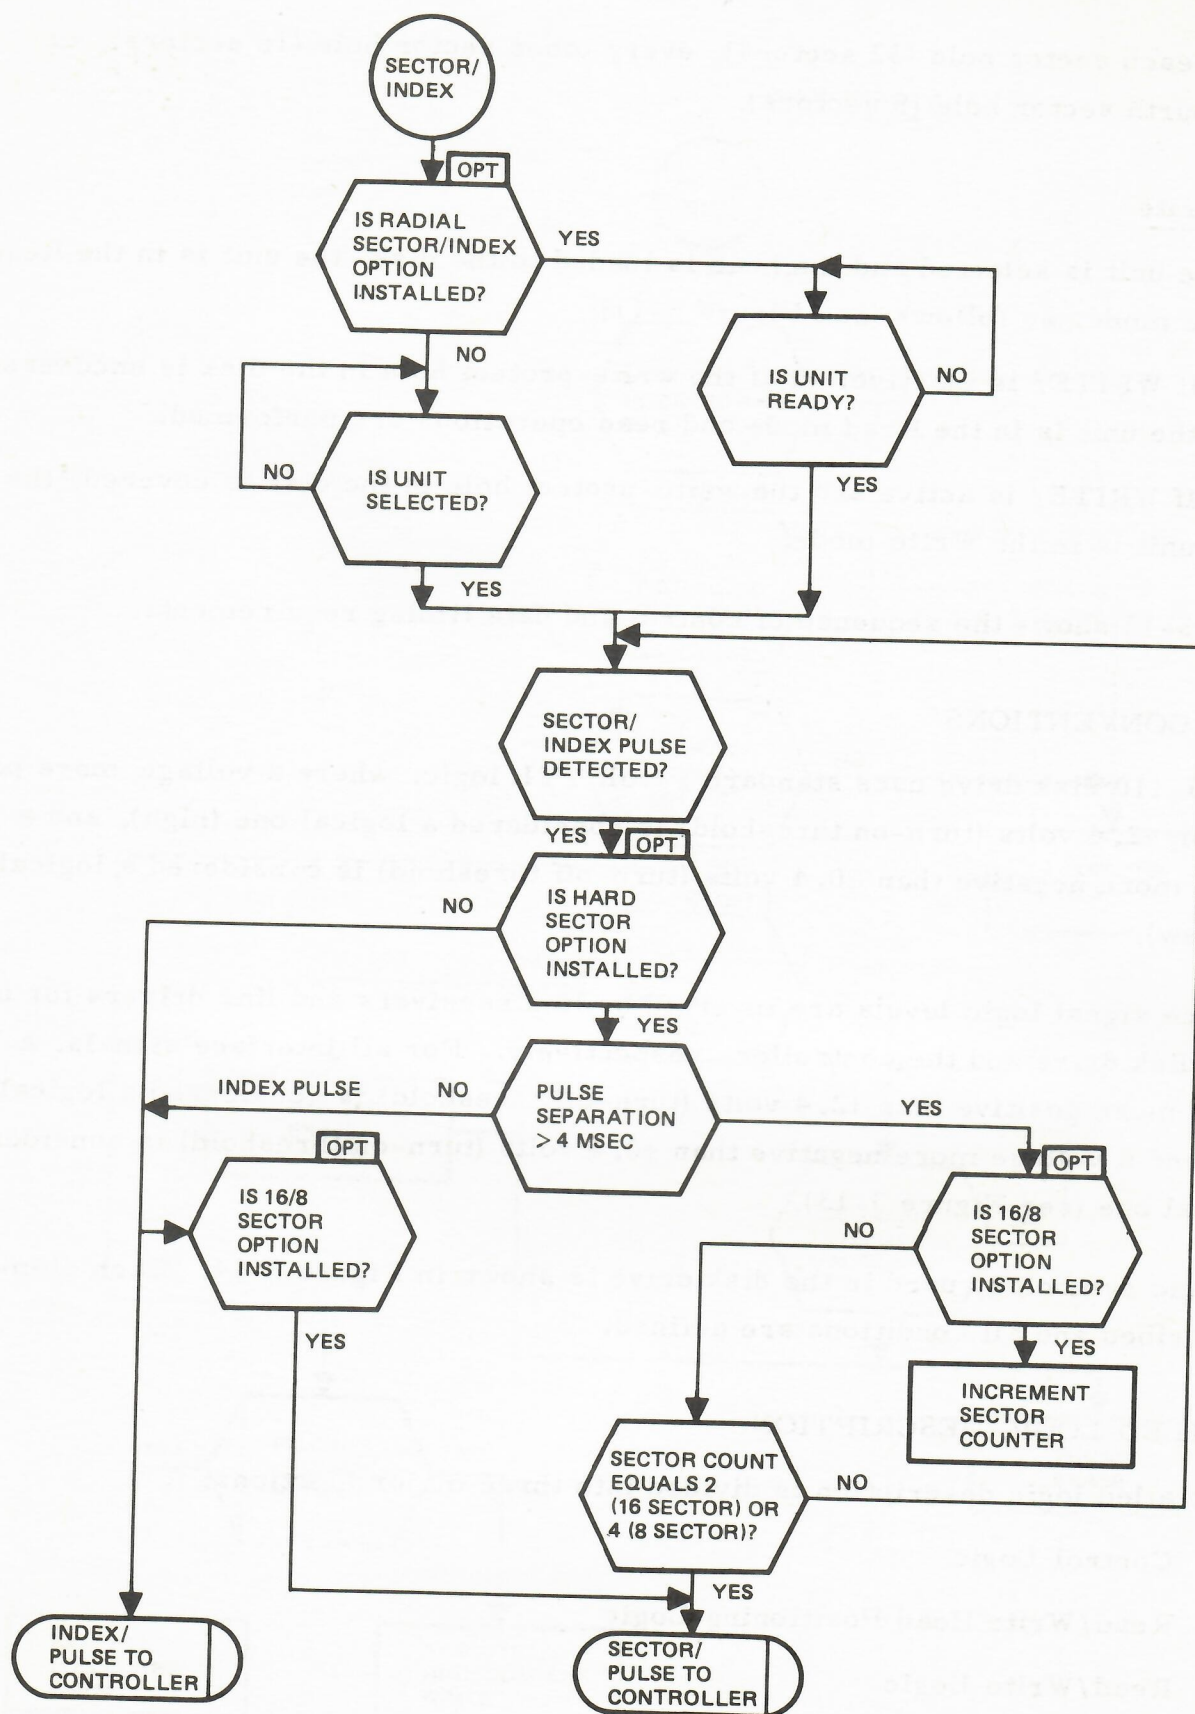 SECTOR/
INDEX
OPT
IS RADIAL
SECTOR/INDEX
OPTION
INSTALLED?
YES
NO
IS UNIT
READY?
NO
YES
NO
IS UNIT
SELECTED?
YES
SECTOR/
INDEX PULSE
DETECTED?
YES
OPT
NO
IS HARD
SECTOR
OPTION
INSTALLED?
YES
INDEX PULSE
NO
PULSE
SEPARATION
> 4 MSEC
YES
OPT
IS 16/8
SECTOR
OPTION
INSTALLED?
YES
OPT
NO
IS 16/8
SECTOR
OPTION
INSTALLED?
YES
INCREMENT
SECTOR
COUNTER
SECTOR COUNT
EQUALS 2
(16 SECTOR) OR
4 (8 SECTOR)?
NO
YES
INDEX/
PULSE TO
CONTROLLER
SECTOR/
PULSE TO
CONTROLLER